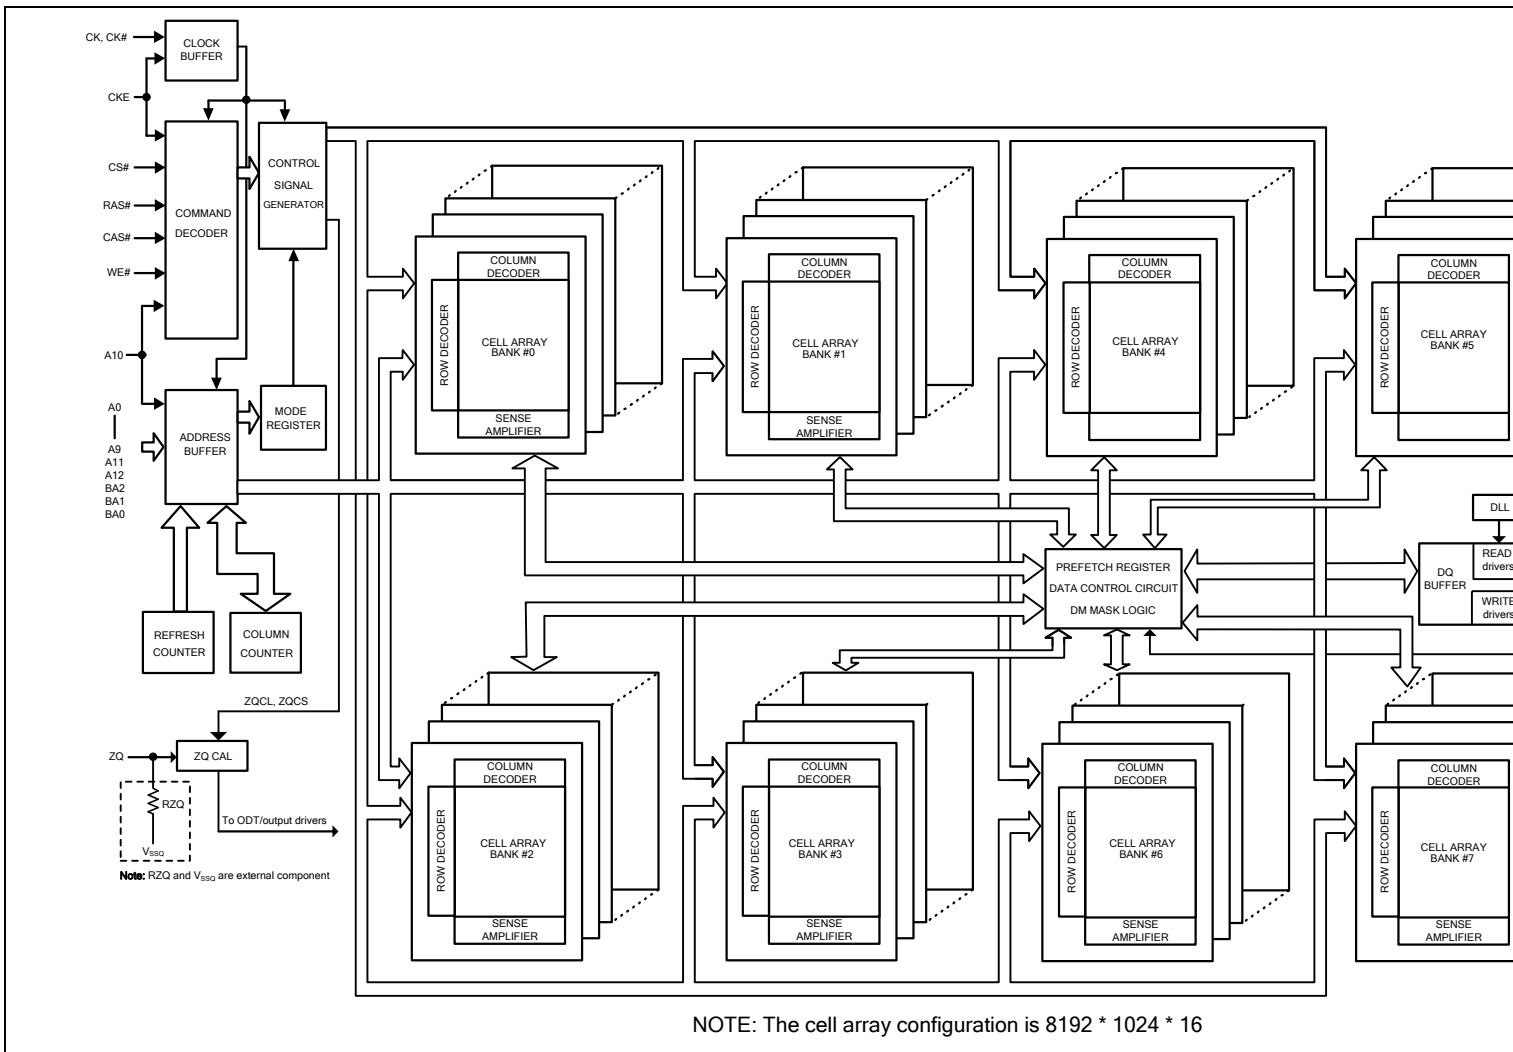 CK, CK#
CLOCK
BUFFER
CKE
CS#
RAS#
CAS#
WE#
COMMAND
DECODER
CONTROL
SIGNAL
GENERATOR
A10
A0
A9
A11
A12
BA2
BA1
BA0
ADDRESS
BUFFER
MODE
REGISTER
REFRESH
COUNTER
COLUMN
COUNTER
ZQCL, ZQCS
ZQ
ZQ CAL
RZQ
VSSQ
To ODT/output drivers
Note: RZQ and VSSQ are external component
COLUMN
DECODER
ROW DECODER
CELL ARRAY
BANK #0
SENSE
AMPLIFIER
COLUMN
DECODER
ROW DECODER
CELL ARRAY
BANK #1
SENSE
AMPLIFIER
COLUMN
DECODER
ROW DECODER
CELL ARRAY
BANK #4
COLUMN
DECODER
ROW DECODER
CELL ARRAY
BANK #5
PREFETCH REGISTER
DATA CONTROL CIRCUIT
DM MASK LOGIC
DLL
DQ
BUFFER
READ
drivers
WRITE
drivers
COLUMN
DECODER
ROW DECODER
CELL ARRAY
BANK #2
SENSE
AMPLIFIER
COLUMN
DECODER
ROW DECODER
CELL ARRAY
BANK #3
SENSE
AMPLIFIER
COLUMN
DECODER
ROW DECODER
CELL ARRAY
BANK #6
SENSE
AMPLIFIER
COLUMN
DECODER
ROW DECODER
CELL ARRAY
BANK #7
SENSE
AMPLIFIER
NOTE: The cell array configuration is 8192 * 1024 * 16